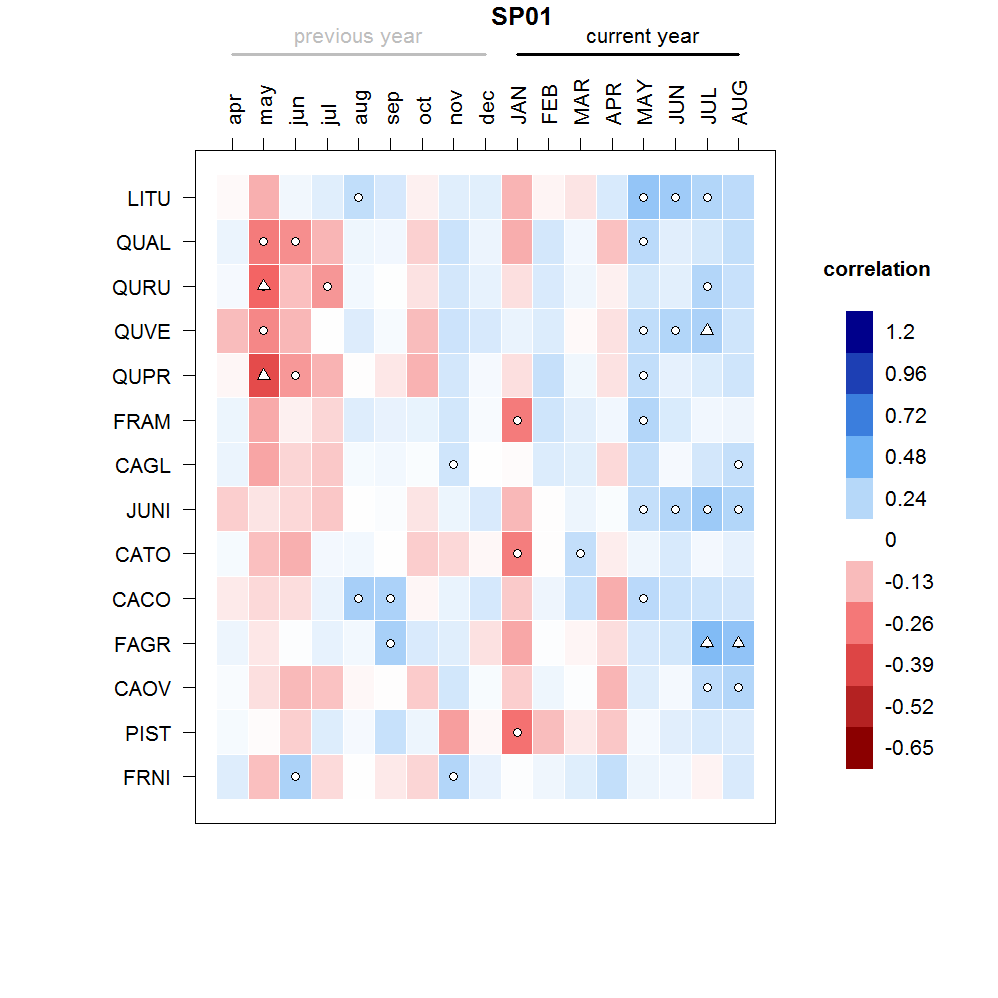 SP01
previous year current year
apr may jun jul aug sep oct nov dec JAN FEB MAR APR MAY JUN JUL AUG
LITU
QUAL
QURU
QUVE
QUPR
FRAM
CAGL
JUNI
CATO
CACO
FAGR
CAOV
PIST
FRNI
correlation
1.2
0.96
0.72
0.48
0.24
0
-0.13
-0.26
-0.39
-0.52
-0.65